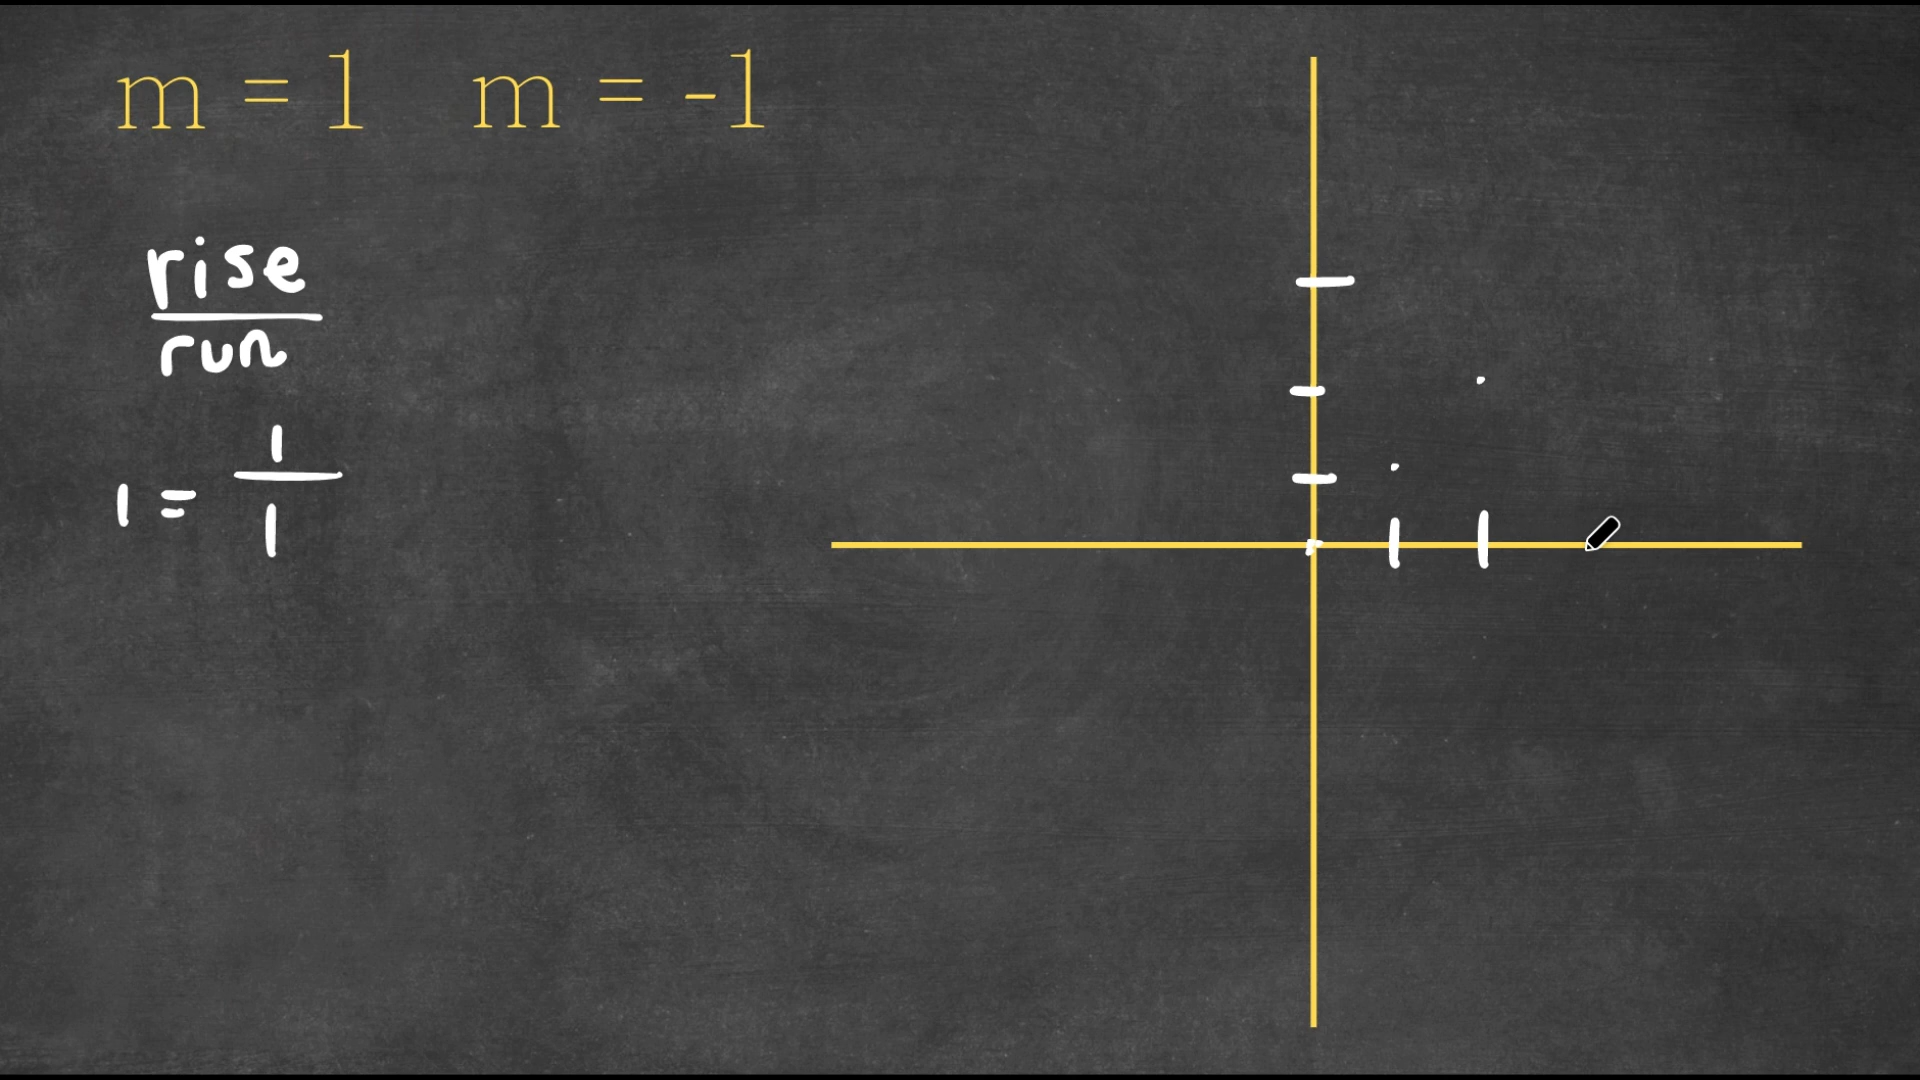 m = 1 m = -1
rise
run
1 = 1
1